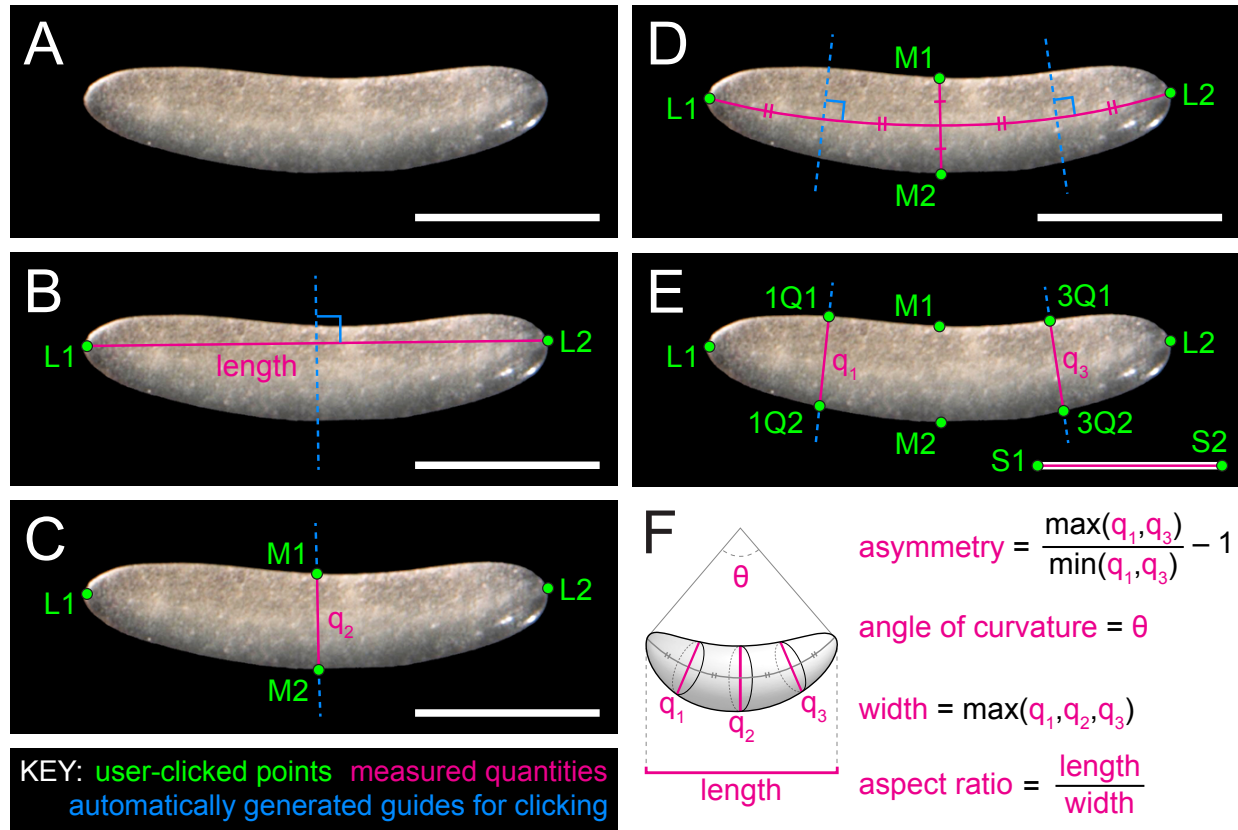 A
B
L1
L2
length
C
M1
L1
L2
q₂
M2
KEY: user-clicked points measured quantities
automatically generated guides for clicking
D
M1
L1
L2
M2
E
1Q1
M1
3Q1
L1
L2
q₁
q₃
1Q2
M2
3Q2
S1
S2
F
θ
q₁
q₂
q₃
length
asymmetry = max(q₁,q₃) / min(q₁,q₃) – 1
angle of curvature = θ
width = max(q₁,q₂,q₃)
aspect ratio = length / width